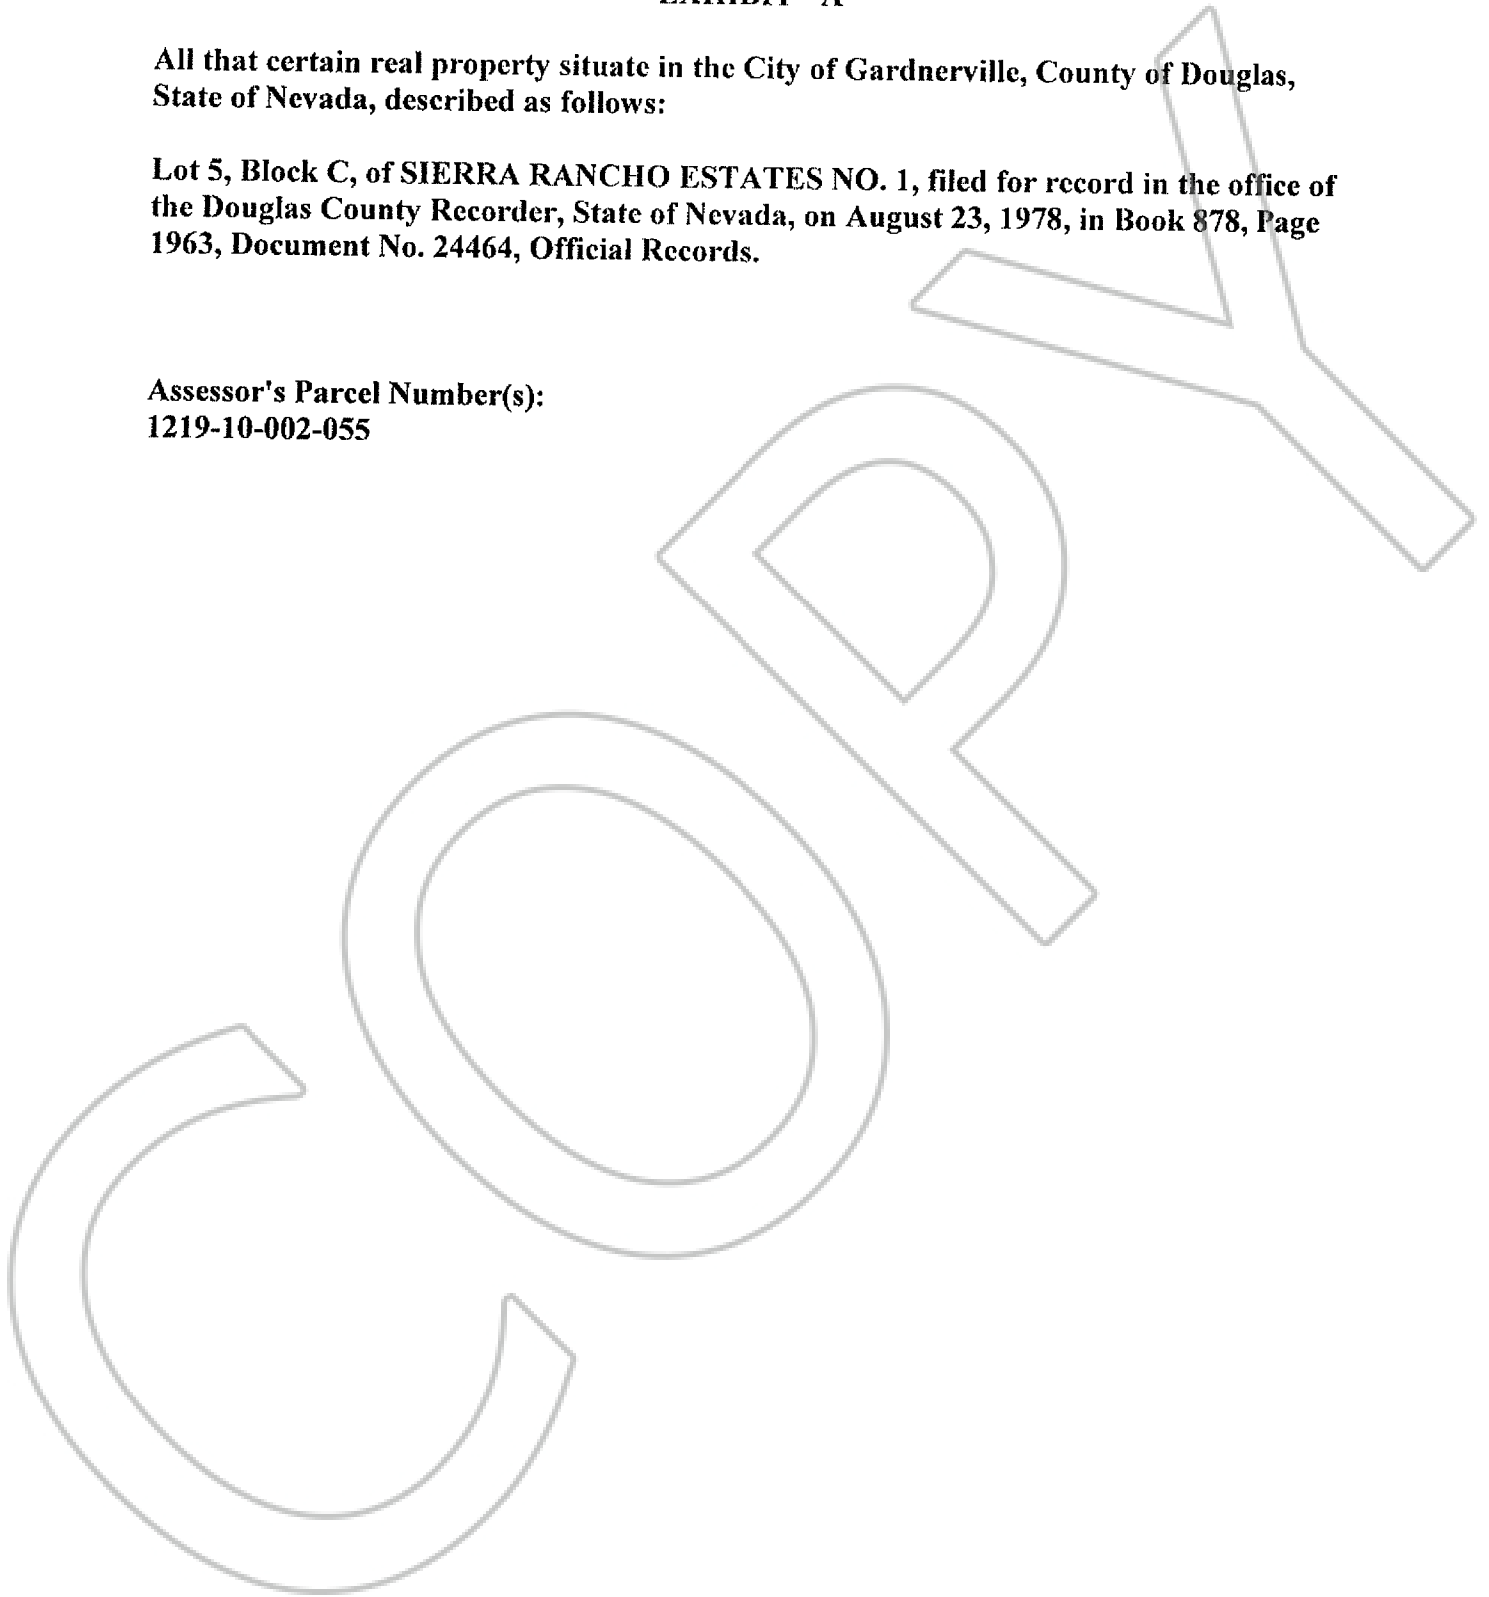 All that certain real property situate in the City of Gardnerville, County of Douglas,
State of Nevada, described as follows:
Lot 5, Block C, of SIERRA RANCHO ESTATES NO. 1, filed for record in the office of
the Douglas County Recorder, State of Nevada, on August 23, 1978, in Book 878, Page
1963, Document No. 24464, Official Records.
Assessor's Parcel Number(s):
1219-10-002-055
COPY